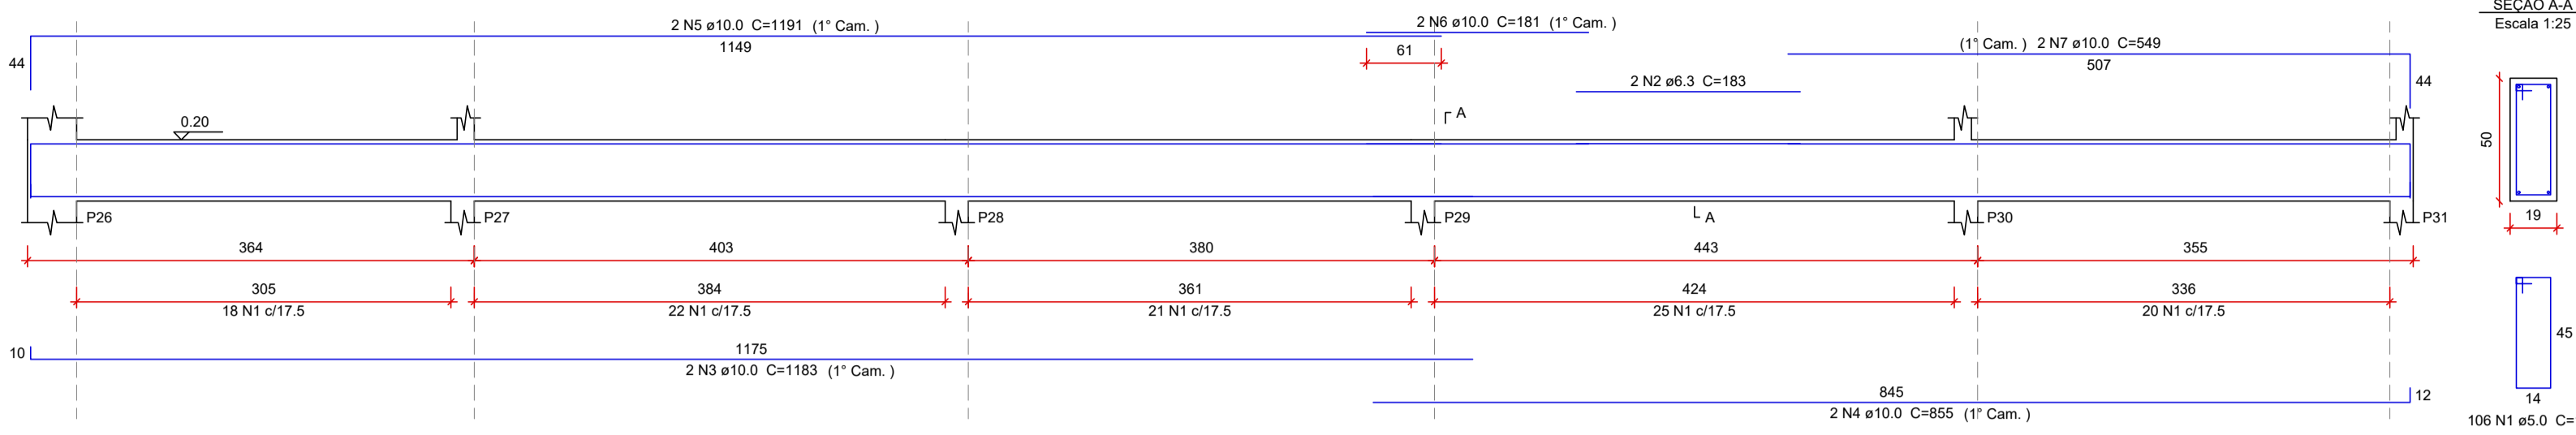 2 N5 ø10.0 C=1191 (1° Cam. )
1149
44
2 N6 ø10.0 C=181 (1° Cam. )
61
(1° Cam. ) 2 N7 ø10.0 C=549
507
44
2 N2 ø6.3 C=183
0.20
A
A
P26
P27
P28
P29
P30
P31
364
403
380
443
355
305
384
361
424
336
18 N1 c/17.5
22 N1 c/17.5
21 N1 c/17.5
25 N1 c/17.5
20 N1 c/17.5
10
1175
2 N3 ø10.0 C=1183 (1° Cam. )
845
12
2 N4 ø10.0 C=855 (1° Cam. )
SEÇÃO A-A
Escala 1:25
50
19
45
14
106 N1 ø5.0 C=